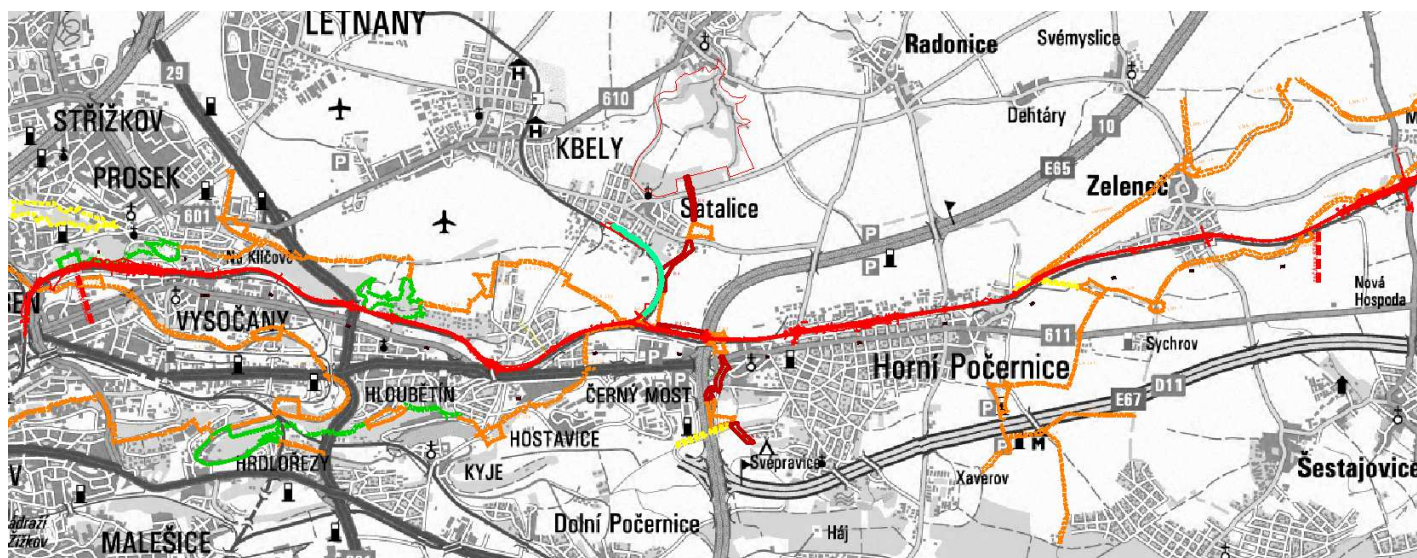 LETŇANY
Radonice
Svémyslice
29
610
STŘÍŽKOV
Dehtáry
10
P
KBELY
E65
PROSEK
Zeleneč
601
Satalice
P
P
Na Klíčově
Nová
Hospoda
VYSOČANY
611
Sychrov
P
Horní Počernice
D11
HLOUBĚTÍN
ČERNÝ MOST
E67
P
HOSTAVICE
M
HRDLOŘEZY
KYJE
Svépravice
Xaverov
Šestajovice
Dolní Počernice
Háj
MALEŠICE
Žižkov